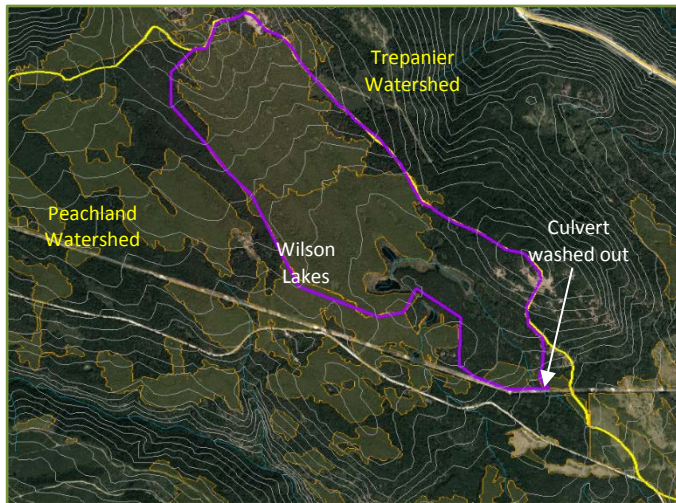 Trepanier
Watershed
Peachland
Watershed
Wilson
Lakes
Culvert
washed out